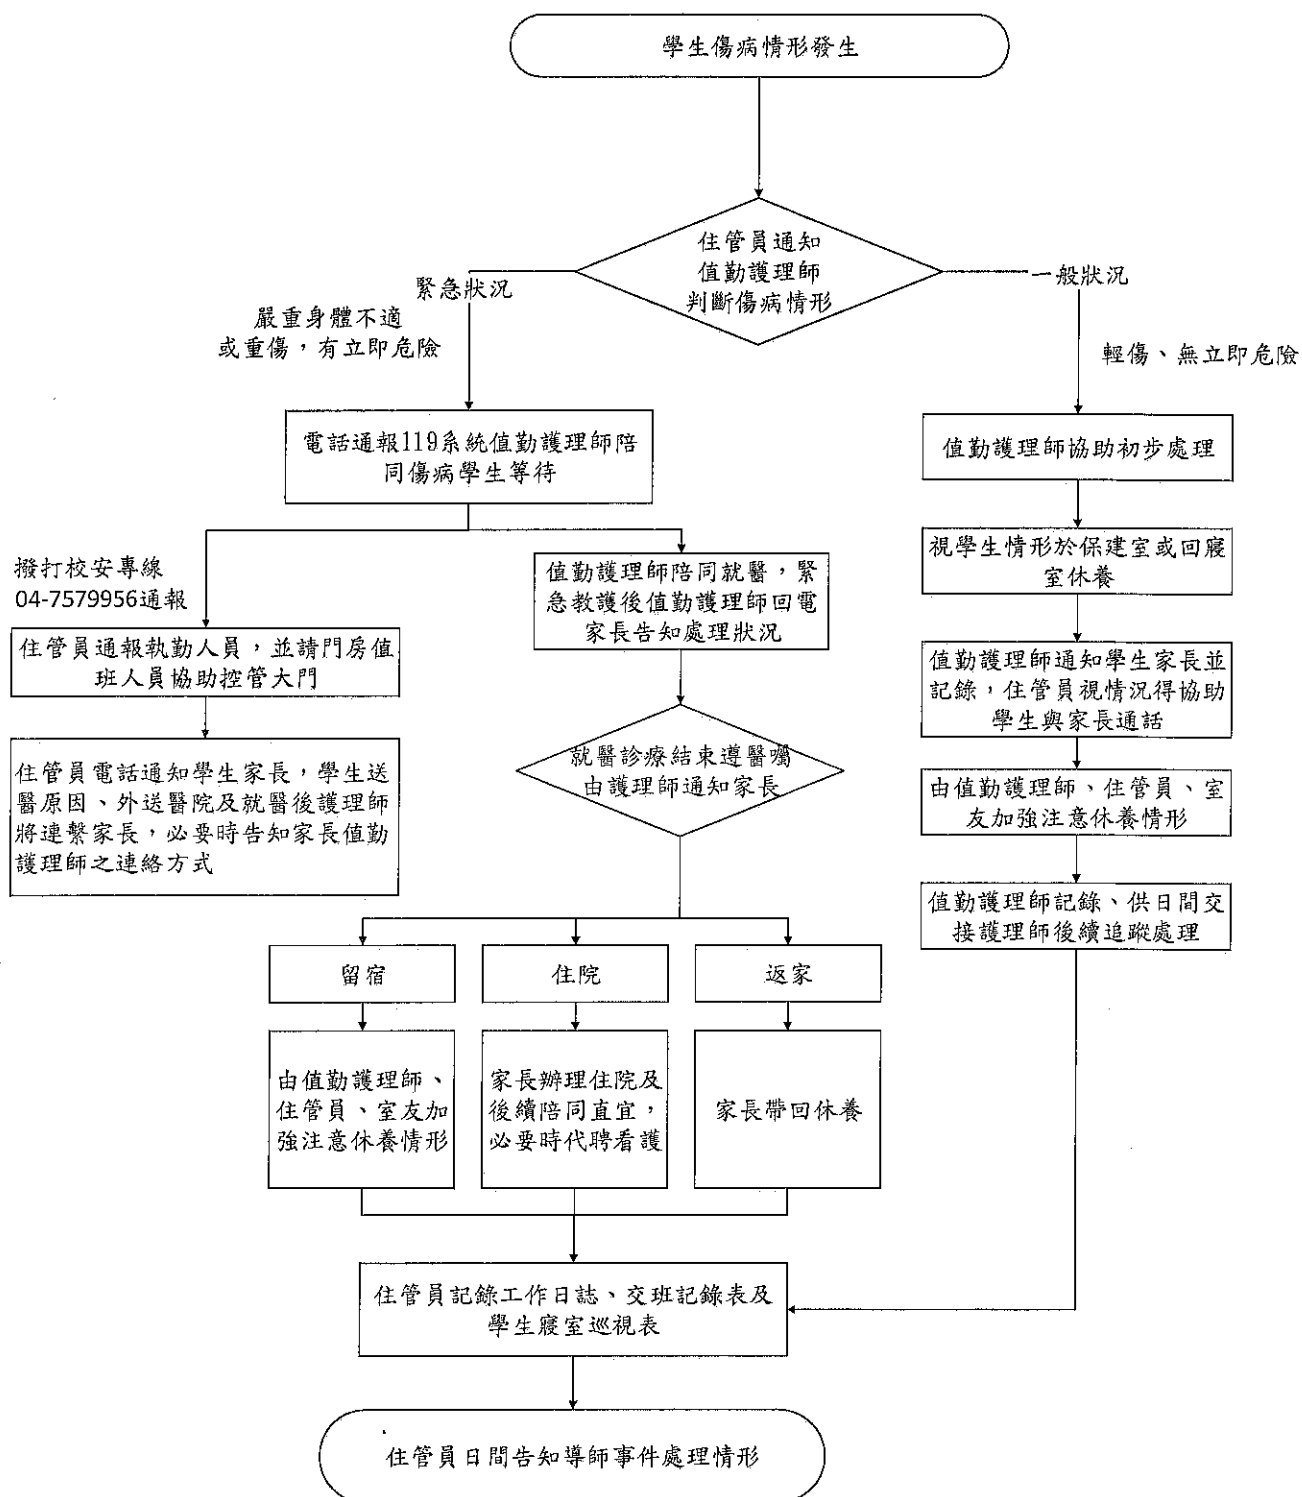 學生傷病情形發生
住管員通知
值勤護理師
判斷傷病情形
緊急狀況
一般狀況
嚴重身體不適
或重傷，有立即危險
輕傷、無立即危險
電話通報119系統值勤護理師陪
同傷病學生等待
值勤護理師協助初步處理
撥打校安專線
04-7579956通報
值勤護理師陪同就醫，緊
急救護後值勤護理師回電
家長告知處理狀況
視學生情形於保建室或回寢
室休養
住管員通報執勤人員，並請門房值
班人員協助控管大門
值勤護理師通知學生家長並
記錄，住管員視情況得協助
學生與家長通話
住管員電話通知學生家長，學生送
醫原因、外送醫院及就醫後護理師
將連繫家長，必要時告知家長值勤
護理師之連絡方式
就醫診療結束遵醫囑
由護理師通知家長
由值勤護理師、住管員、室
友加強注意休養情形
值勤護理師記錄、供日間交
接護理師後續追蹤處理
留宿
住院
返家
由值勤護理師、
住管員、室友加
強注意休養情形
家長辦理住院及
後續陪同直宜，
必要時代聘看護
家長帶回休養
住管員記錄工作日誌、交班記錄表及
學生寢室巡視表
住管員日間告知導師事件處理情形